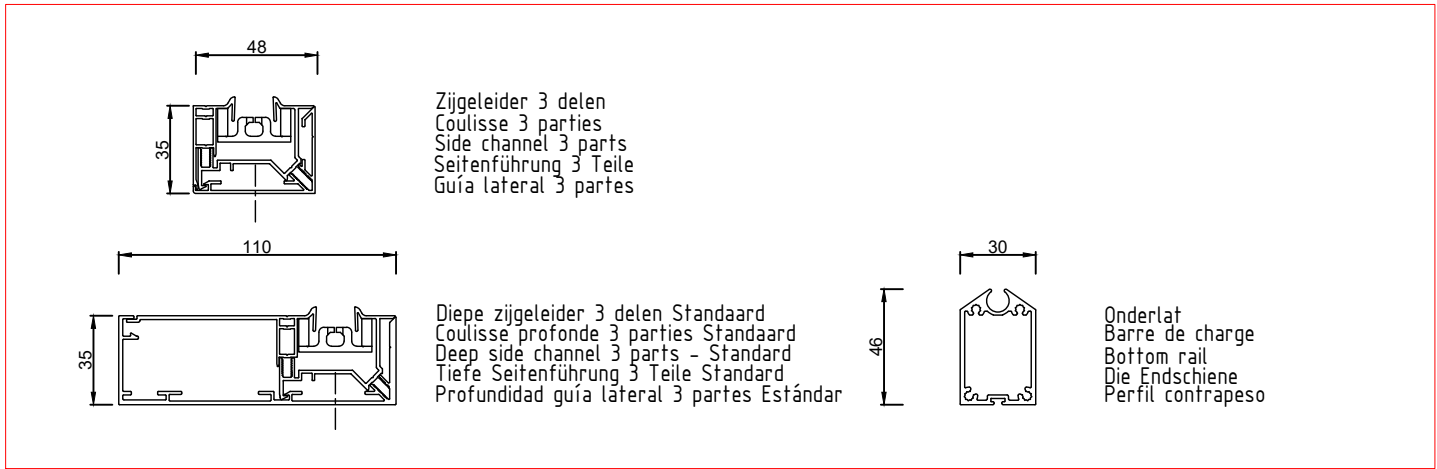 48
35
Zijgeleider 3 delen
Coulisse 3 parties
Side channel 3 parts
Seitenführung 3 Teile
Guía lateral 3 partes
110
35
Diepe zijgeleider 3 delen Standaard
Coulisse profonde 3 parties Standaard
Deep side channel 3 parts - Standard
Tiefe Seitenführung 3 Teile Standard
Profundidad guía lateral 3 partes Estándar
30
46
Onderlat
Barre de charge
Bottom rail
Die Endschiene
Perfil contrapeso